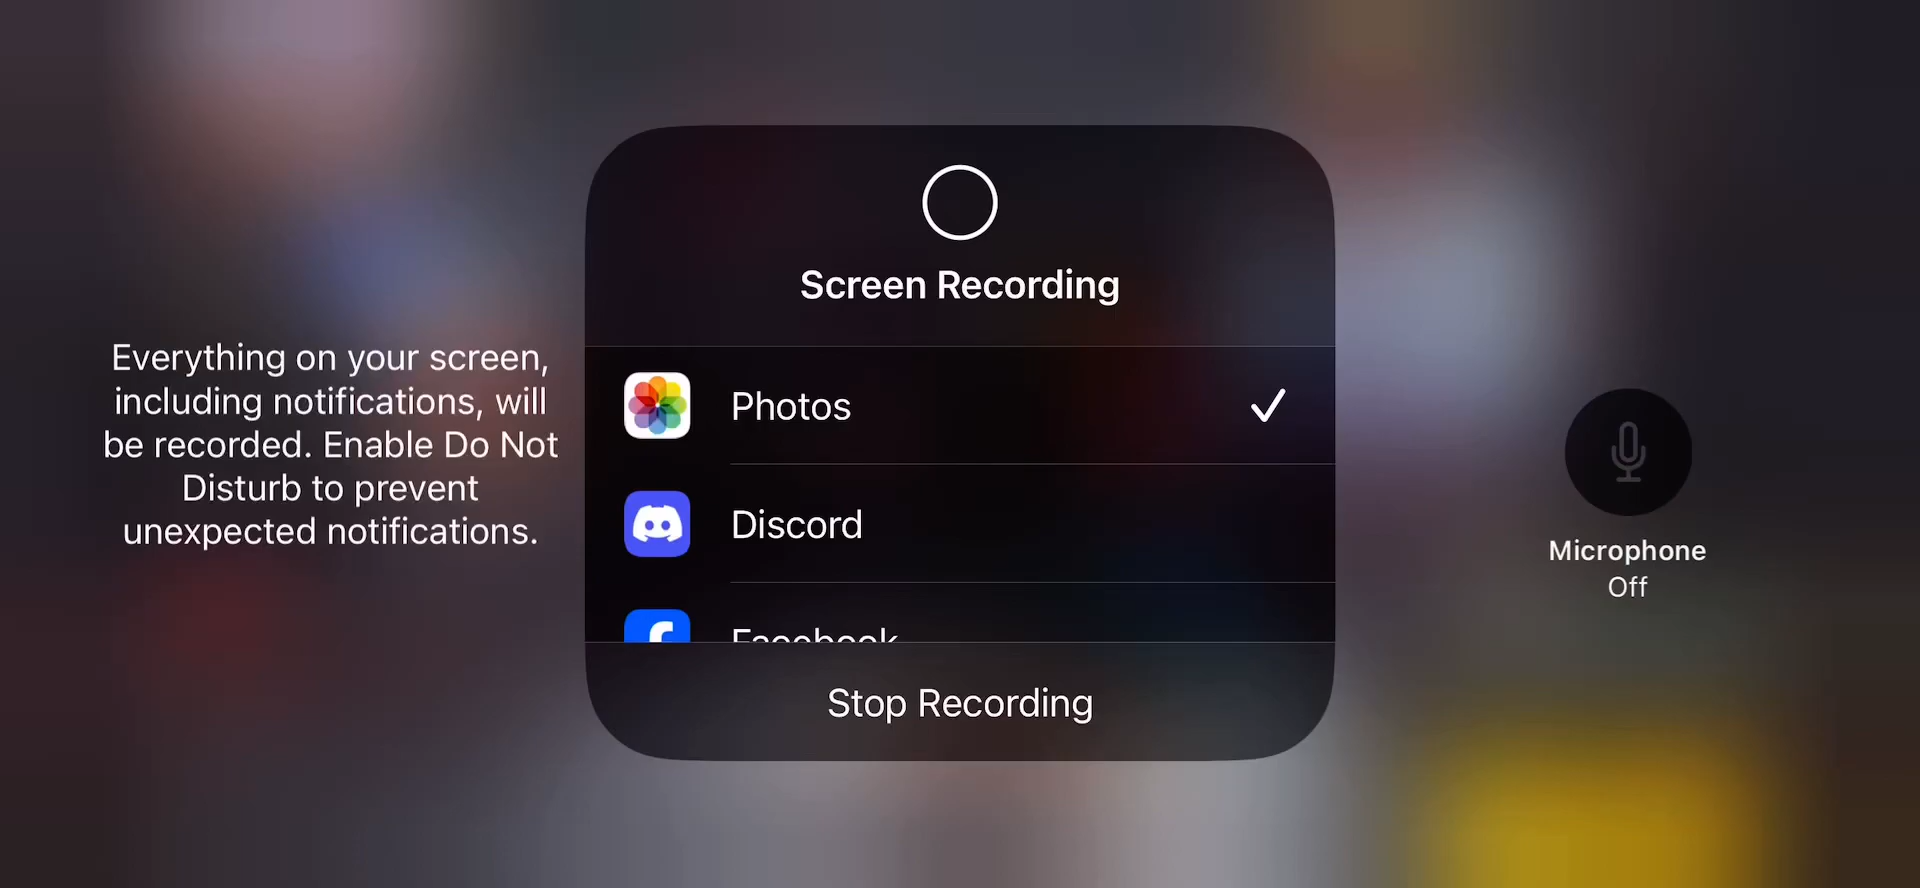 Screen Recording
Everything on your screen,
including notifications, will
be recorded. Enable Do Not
Disturb to prevent
unexpected notifications.
Photos
Discord
Facebook
Stop Recording
Microphone
Off